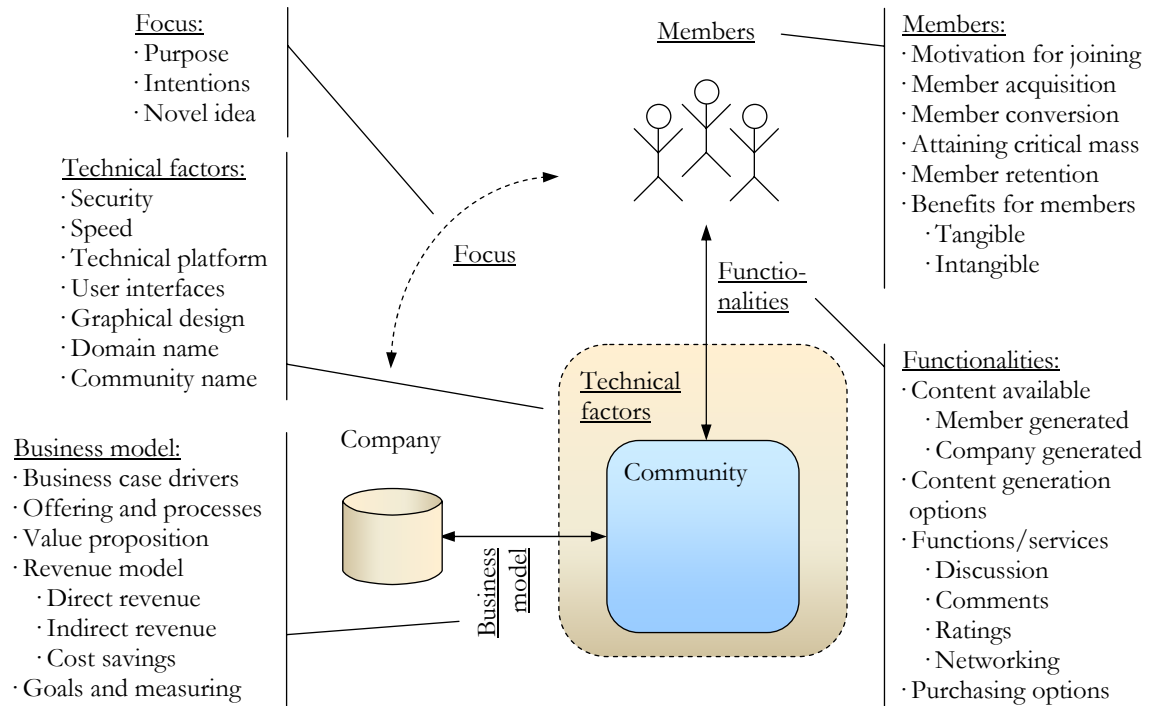 Focus:
· Purpose
· Intentions
· Novel idea
Technical factors:
· Security
· Speed
· Technical platform
· User interfaces
· Graphical design
· Domain name
· Community name
Business model:
· Business case drivers
· Offering and processes
· Value proposition
· Revenue model
· Direct revenue
· Indirect revenue
· Cost savings
· Goals and measuring
Members
Focus
Functio-
nalities
Technical
factors
Company
Community
Business
model
Members:
· Motivation for joining
· Member acquisition
· Member conversion
· Attaining critical mass
· Member retention
· Benefits for members
· Tangible
· Intangible
Functionalities:
· Content available
· Member generated
· Company generated
· Content generation
options
· Functions/services
· Discussion
· Comments
· Ratings
· Networking
· Purchasing options